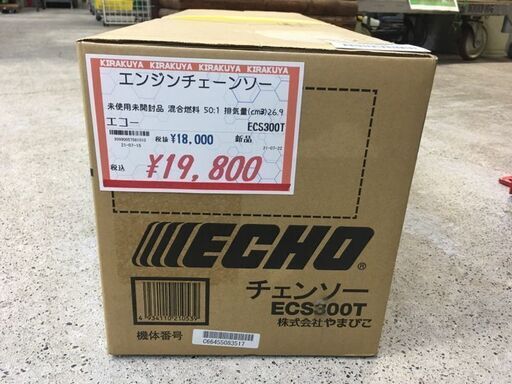 KIRAKUYA KIRAKUYA KIRAKUYA KIRAKUYA
エンジンチェーンソー
未使用未開封品 混合燃料 50:1 排気量(cm3)26.9
エコー ECS300T
税抜 ¥18,000 新品
21-07-15 21-07-22
税込 ¥19,800
ECHO®
チェンソー
ECS300T
株式会社やまびこ
4 934110 210539
機体番号
C66455083517